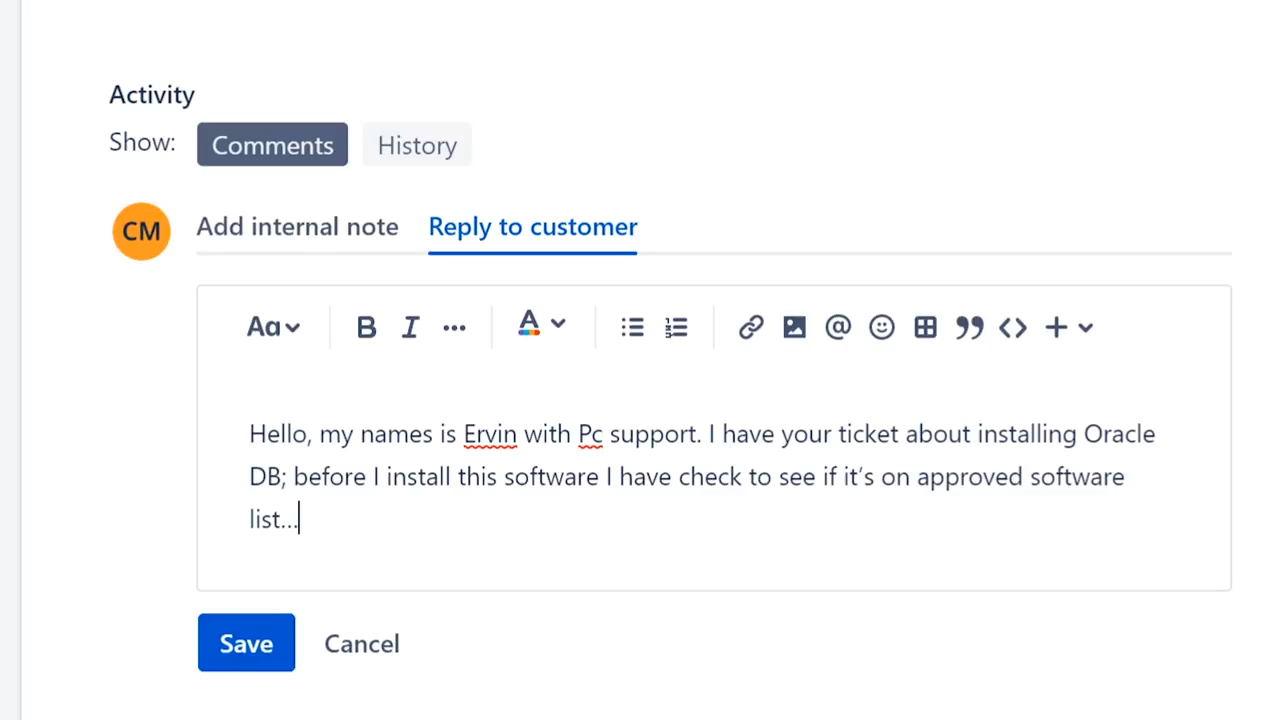 Activity
Show: Comments History
CM Add internal note Reply to customer
Aa B I ... A @ 99 <> +
Hello, my names is Ervin with Pc support. I have your ticket about installing Oracle
DB; before I install this software I have check to see if it's on approved software
list...
Save Cancel